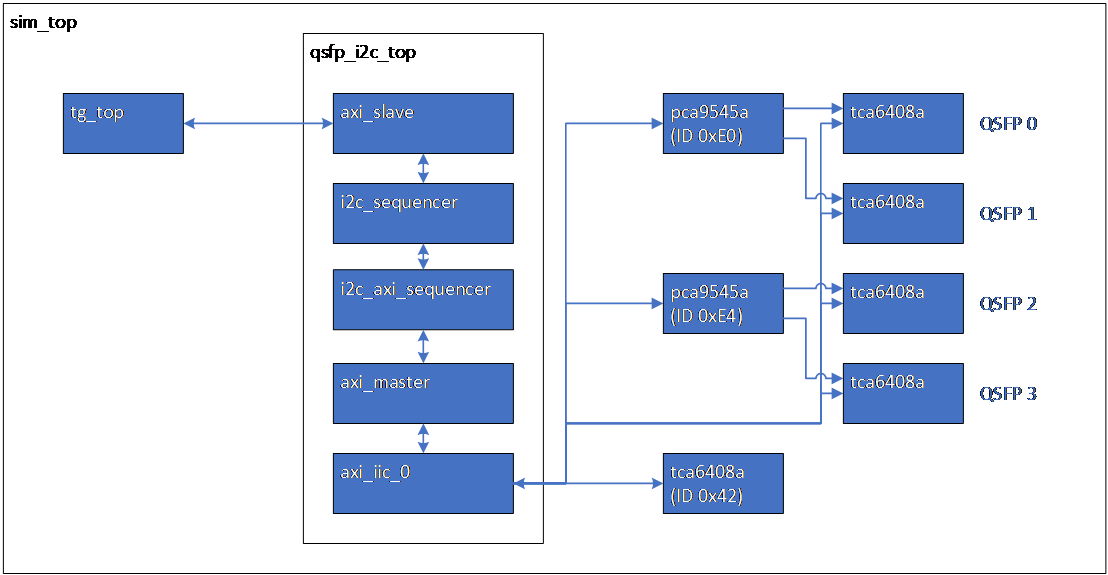 sim_top
qsfp_i2c_top
tg_top
axi_slave
i2c_sequencer
i2c_axi_sequencer
axi_master
axi_iic_0
pca9545a
(ID 0xE0)
tca6408a
QSFP 0
tca6408a
QSFP 1
pca9545a
(ID 0xE4)
tca6408a
QSFP 2
tca6408a
QSFP 3
tca6408a
(ID 0x42)